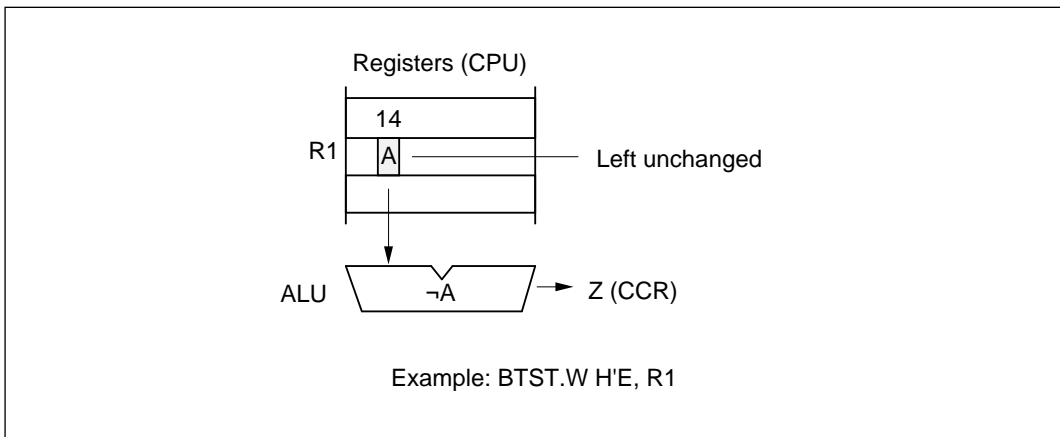 Registers (CPU)
14
R1 A Left unchanged
ALU ¬A Z (CCR)
Example: BTST.W H'E, R1